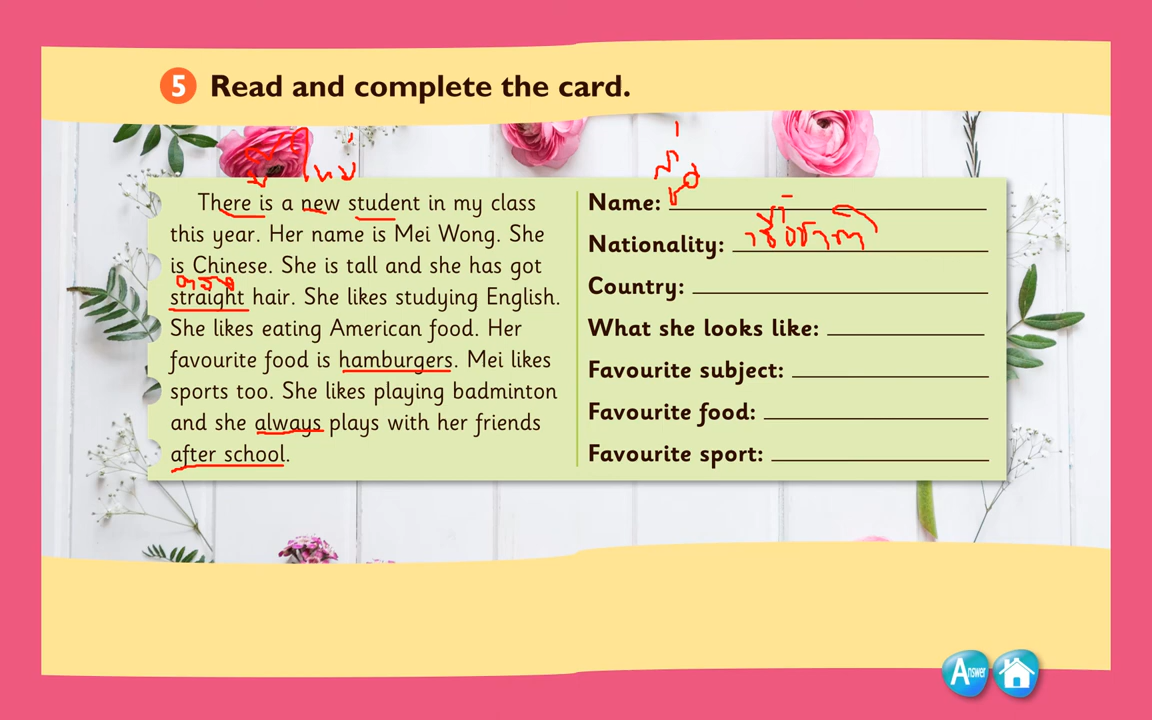 5 Read and complete the card.
There is a new student in my class
this year. Her name is Mei Wong. She
is Chinese. She is tall and she has got
straight hair. She likes studying English.
She likes eating American food. Her
favourite food is hamburgers. Mei likes
sports too. She likes playing badminton
and she always plays with her friends
after school.
Name:
Nationality:
Country:
What she looks like:
Favourite subject:
Favourite food:
Favourite sport:
Answer